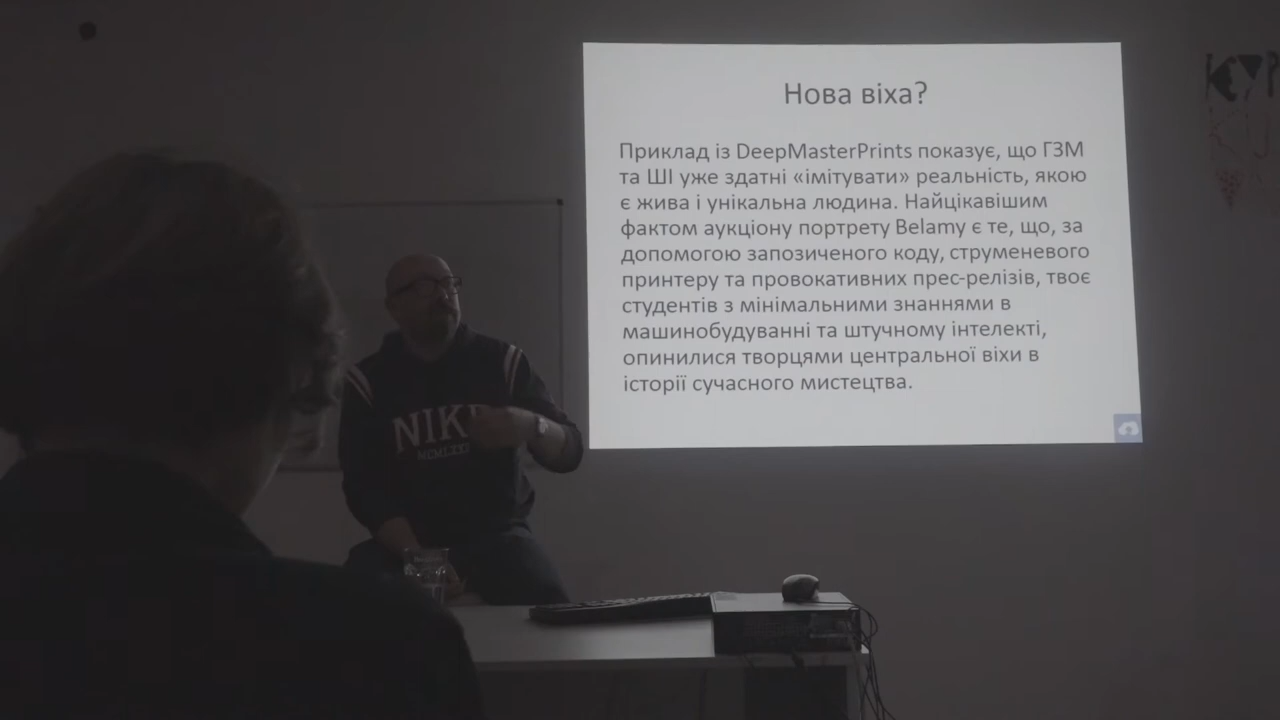 Нова віха?
Приклад із DeepMasterPrints показує, що ГЗМ
та ШІ уже здатні «імітувати» реальність, якою
є жива і унікальна людина. Найцікавішим
фактом аукціону портрету Belamy є те, що, за
допомогою запозиченого коду, струменевого
принтеру та провокативних прес-релізів, твоє
студентів з мінімальними знаннями в
машинобудуванні та штучному інтелекті,
опинилися творцями центральної віхи в
історії сучасного мистецтва.